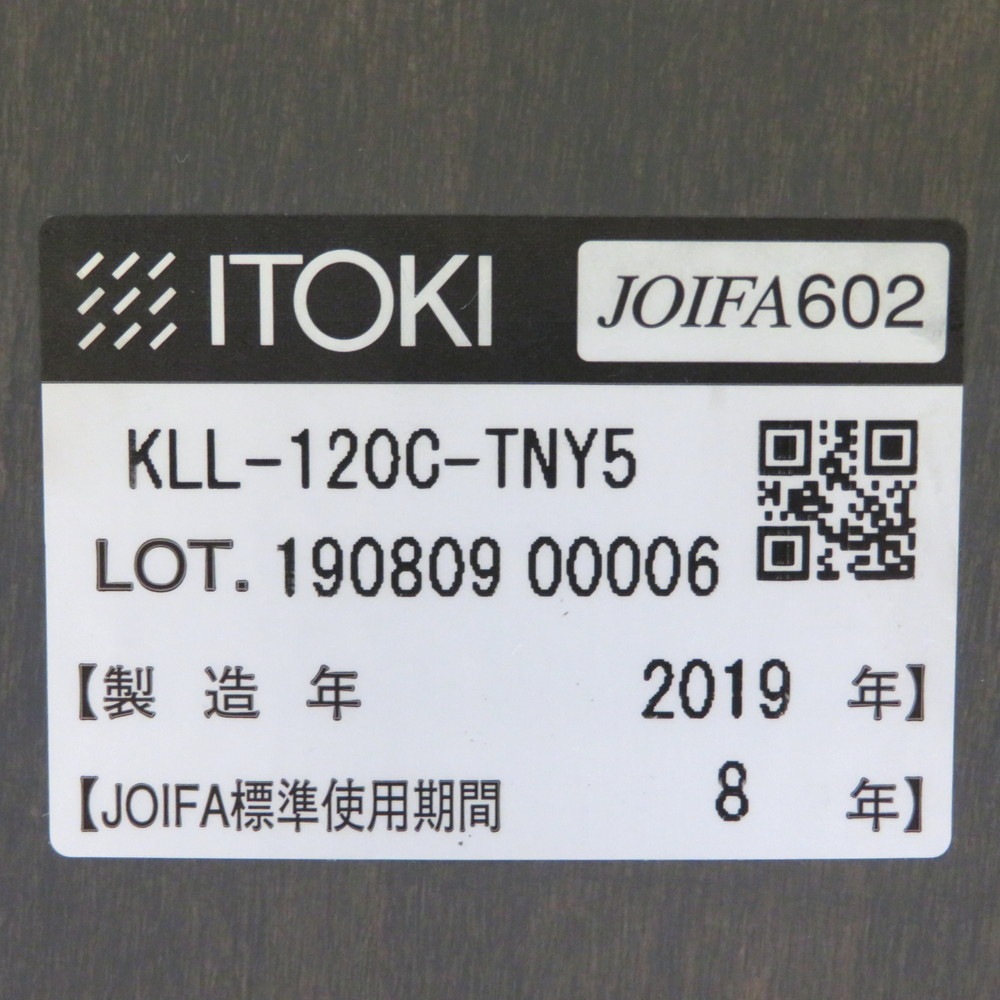 ITOKI JOIFA602
KLL-120C-TNY5
LOT. 190809 00006
【製造年 2019 年】
【JOIFA標準使用期間 8 年】